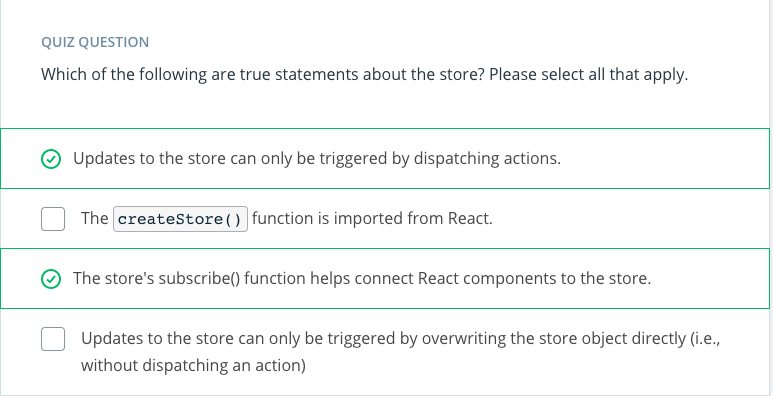 QUIZ QUESTION
Which of the following are true statements about the store? Please select all that apply.
Updates to the store can only be triggered by dispatching actions.
The createStore() function is imported from React.
The store's subscribe() function helps connect React components to the store.
Updates to the store can only be triggered by overwriting the store object directly (i.e.,
without dispatching an action)